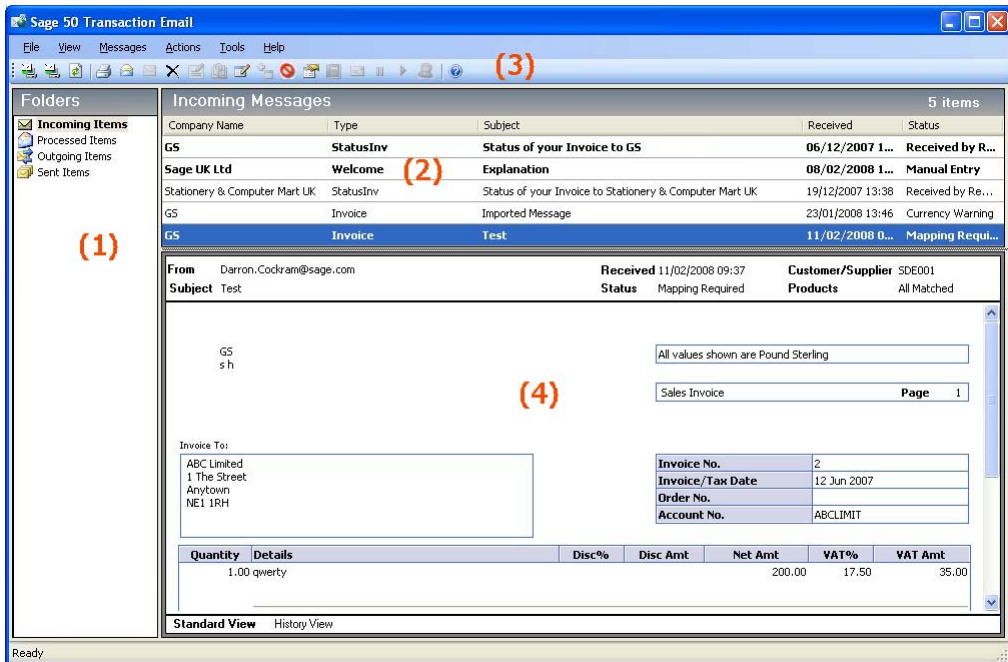 Sage 50 Transaction Email
File View Messages Actions Tools Help
(3)
Folders
Incoming Items
Processed Items
Outgoing Items
Sent Items
(1)
Incoming Messages 5 items
Company Name Type Subject Received Status
GS StatusInv Status of your Invoice to GS 06/12/2007 1... Received by R...
Sage UK Ltd Welcome Explanation 08/02/2008 1... Manual Entry
(2)
Stationery & Computer Mart UK StatusInv Status of your Invoice to Stationery & Computer Mart UK 19/12/2007 13:38 Received by Re...
GS Invoice Imported Message 23/01/2008 13:46 Currency Warning
GS Invoice Test 11/02/2008 0... Mapping Requi...
From Darron.Cockram@sage.com Received 11/02/2008 09:37 Customer/Supplier SDE001
Subject Test Status Mapping Required Products All Matched
GS
s h
All values shown are Pound Sterling
(4)
Sales Invoice Page 1
Invoice To:
ABC Limited
1 The Street
Anytown
NE1 1RH
Invoice No. 2
Invoice/Tax Date 12 Jun 2007
Order No.
Account No. ABCLIMIT
Quantity Details Disc% Disc Amt Net Amt VAT% VAT Amt
1.00 qwerty 200.00 17.50 35.00
Standard View History View
Ready